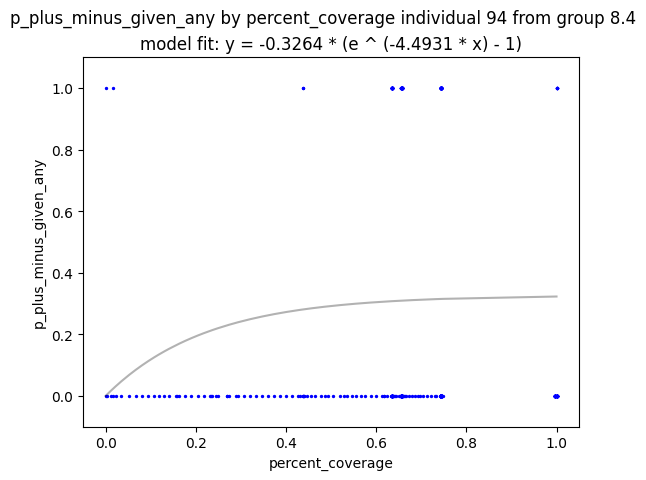 p_plus_minus_given_any by percent_coverage individual 94 from group 8.4
model fit: y = -0.3264 * (e ^ (-4.4931 * x) - 1)
1.0
0.8
0.6
0.4
0.2
0.0
p_plus_minus_given_any
0.0 0.2 0.4 0.6 0.8 1.0
percent_coverage